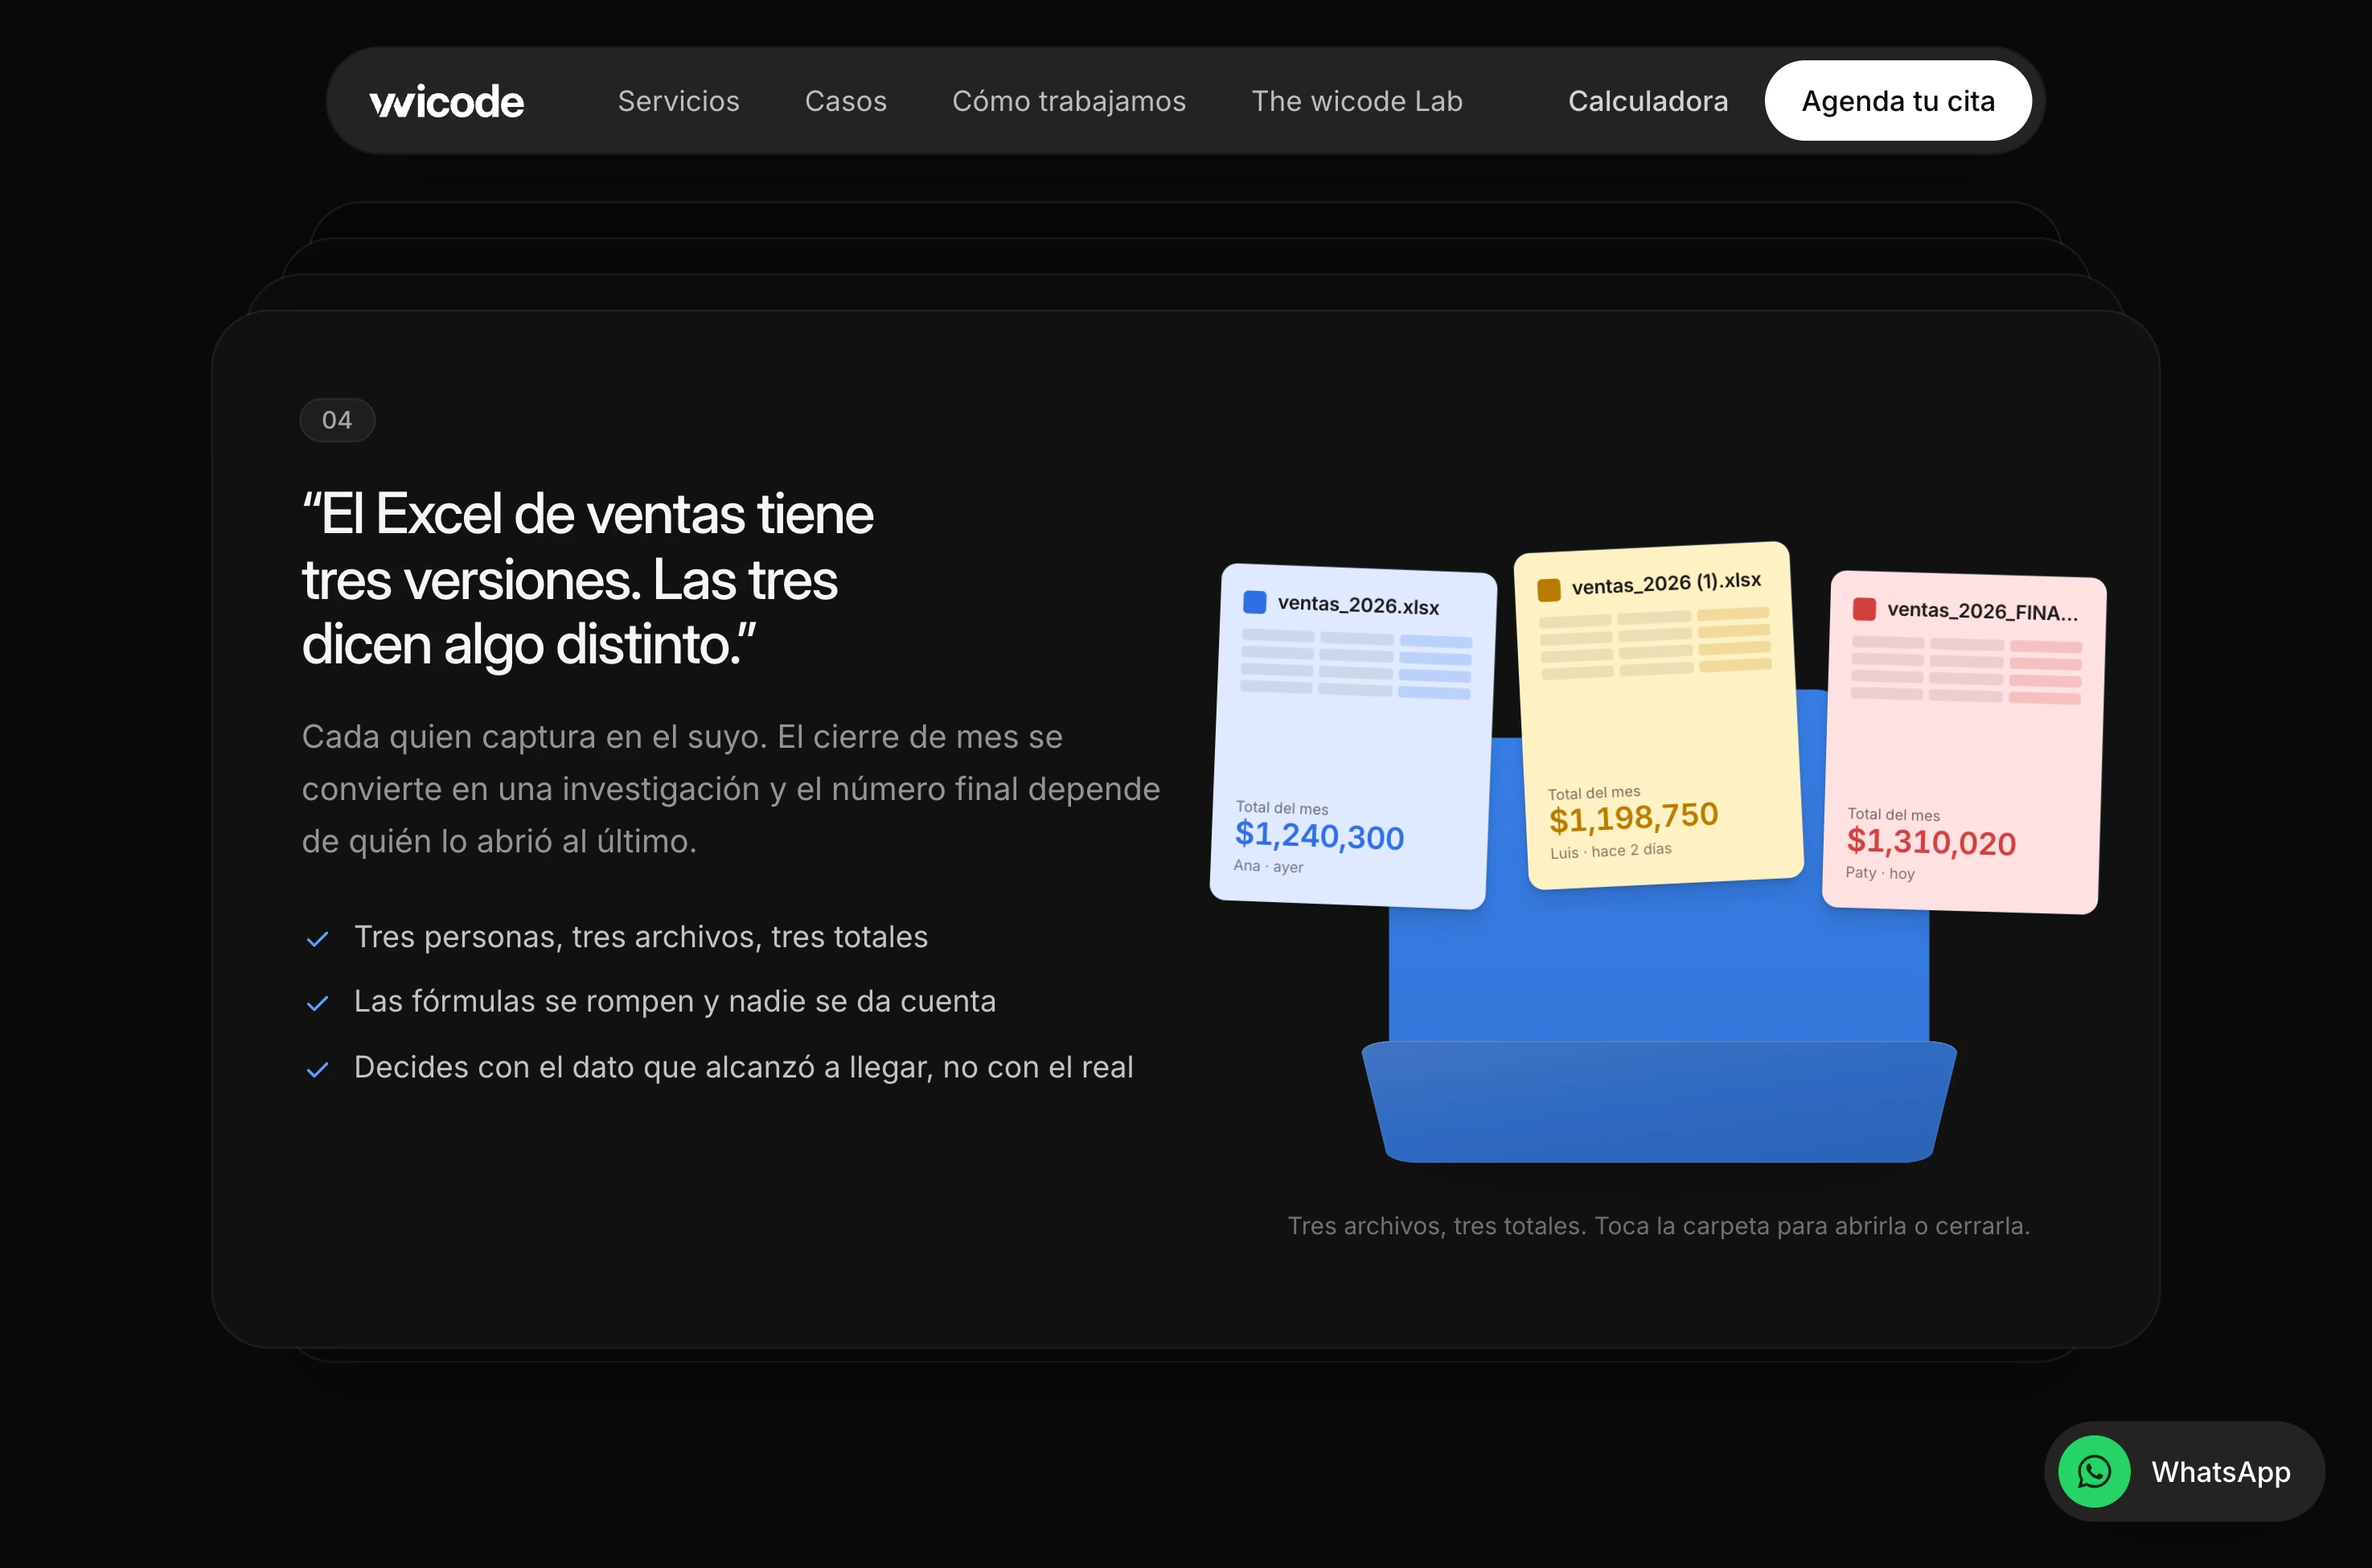 wicode
Servicios
Casos
Cómo trabajamos
The wicode Lab
Calculadora
Agenda tu cita
04
“El Excel de ventas tiene
tres versiones. Las tres
dicen algo distinto.”
Cada quien captura en el suyo. El cierre de mes se
convierte en una investigación y el número final depende
de quién lo abrió al último.
Tres personas, tres archivos, tres totales
Las fórmulas se rompen y nadie se da cuenta
Decides con el dato que alcanzó a llegar, no con el real
ventas_2026.xlsx
Total del mes
$1,240,300
Ana · ayer
ventas_2026 (1).xlsx
Total del mes
$1,198,750
Luis · hace 2 días
ventas_2026_FINA...
Total del mes
$1,310,020
Paty · hoy
Tres archivos, tres totales. Toca la carpeta para abrirla o cerrarla.
WhatsApp